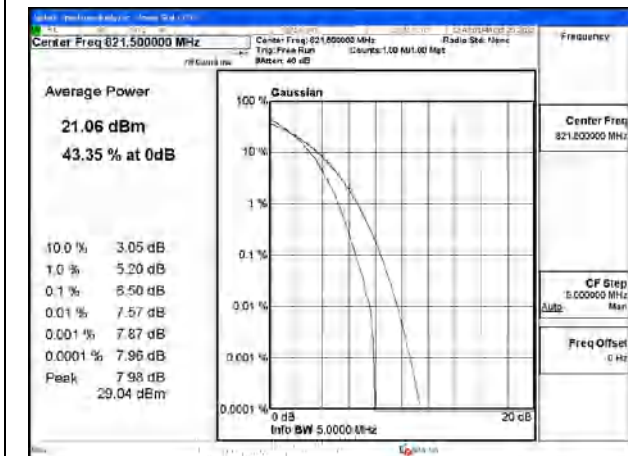 Center Freq 821.500000 MHz
Center Freq: 821.500000 MHz
Radio Std: None
Trig: Free Run
Counts: 1.00 M/1.00 Mpt
#Atten: 40 dB
Frequency
Average Power
21.06 dBm
43.35 % at 0dB
10.0 % 3.05 dB
1.0 % 5.20 dB
0.1 % 6.50 dB
0.01 % 7.57 dB
0.001 % 7.87 dB
0.0001 % 7.96 dB
Peak 7.98 dB
29.04 dBm
Gaussian
100 %
10 %
1 %
0.1 %
0.01 %
0.001 %
0.0001 %
0 dB
20 dB
Info BW 5.0000 MHz
Center Freq
821.500000 MHz
CF Step
5.000000 MHz
Auto Man
Freq Offset
0 Hz